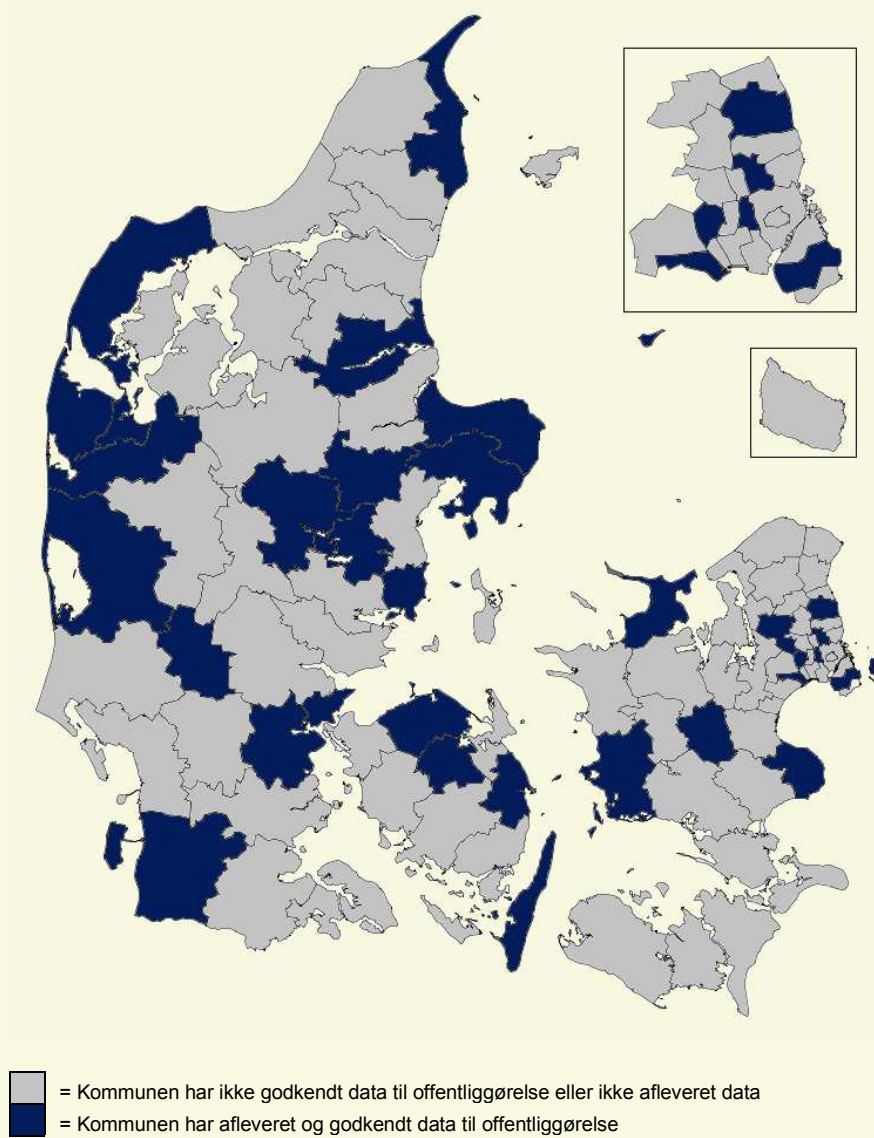 = Kommunen har ikke godkendt data til offentliggørelse eller ikke afleveret data
= Kommunen har afleveret og godkendt data til offentliggørelse